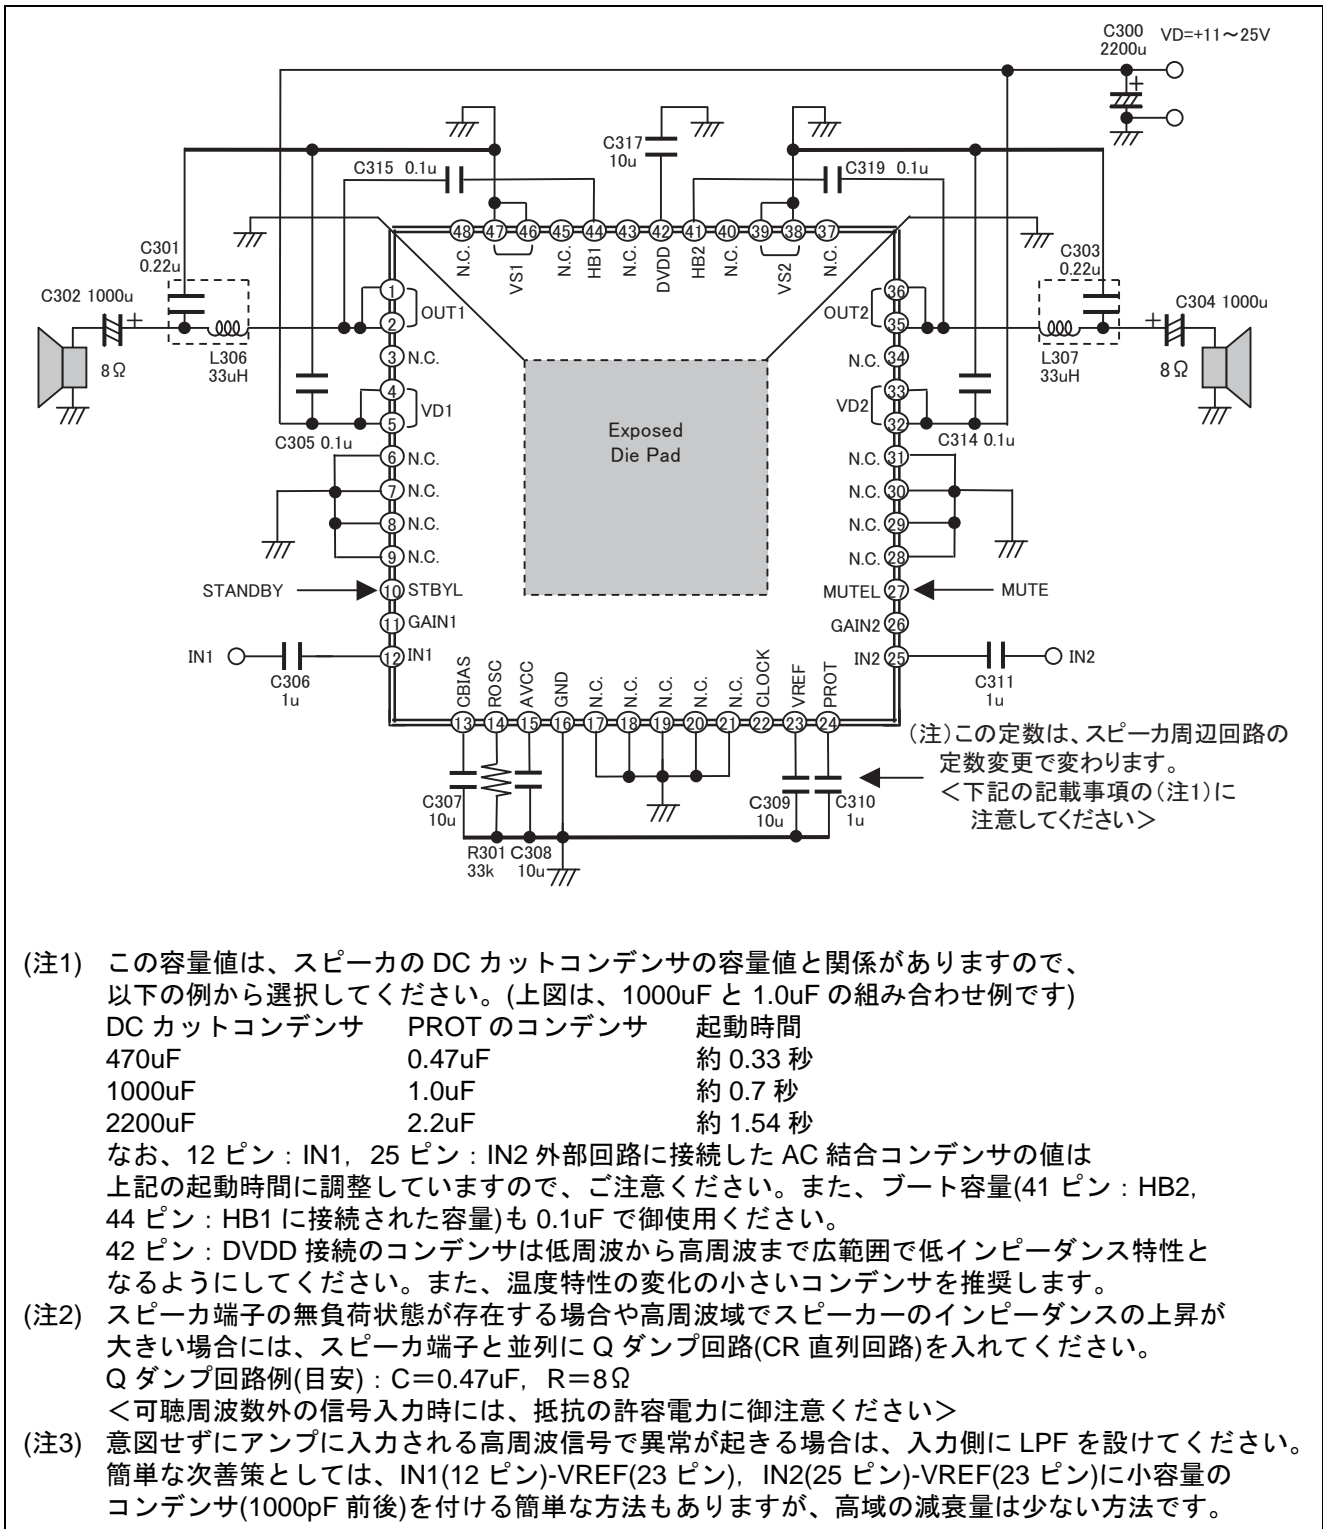 C300 VD=+11～25V
2200u
C317
10u
C315 0.1u
C319 0.1u
C301
0.22u
C303
0.22u
C302 1000u
C304 1000u
48 47 46 45 44 43 42 41 40 39 38 37
N.C. VS1 N.C. HB1 N.C. DVDD HB2 N.C. VS2 N.C.
L306
33uH
L307
33uH
8Ω
8Ω
1
2
OUT1
3 N.C.
4
5
VD1
6 N.C.
7 N.C.
8 N.C.
9 N.C.
10 STBYL
11 GAIN1
12 IN1
36
35
OUT2
N.C. 34
33
32
VD2
N.C. 31
N.C. 30
N.C. 29
N.C. 28
MUTEL 27
GAIN2 26
IN2 25
C305 0.1u
C314 0.1u
Exposed
Die Pad
STANDBY
MUTE
IN1
C306
1u
IN2
C311
1u
CBIAS ROSC AVCC GND N.C. N.C. N.C. N.C. N.C. CLOCK VREF PROT
13 14 15 16 17 18 19 20 21 22 23 24
C307
10u
R301
33k
C308
10u
C309
10u
C310
1u
(注)この定数は、スピーカ周辺回路の
定数変更で変わります。
＜下記の記載事項の(注1)に
注意してください＞
(注1) この容量値は、スピーカの DC カットコンデンサの容量値と関係がありますので、
以下の例から選択してください。(上図は、1000uF と 1.0uF の組み合わせ例です)
DC カットコンデンサ PROT のコンデンサ 起動時間
470uF 0.47uF 約 0.33 秒
1000uF 1.0uF 約 0.7 秒
2200uF 2.2uF 約 1.54 秒
なお、12 ピン：IN1, 25 ピン：IN2 外部回路に接続した AC 結合コンデンサの値は
上記の起動時間に調整していますので、ご注意ください。また、ブート容量(41 ピン：HB2,
44 ピン：HB1 に接続された容量)も 0.1uF で御使用ください。
42 ピン：DVDD 接続のコンデンサは低周波から高周波まで広範囲で低インピーダンス特性と
なるようにしてください。また、温度特性の変化の小さいコンデンサを推奨します。
(注2) スピーカ端子の無負荷状態が存在する場合や高周波域でスピーカーのインピーダンスの上昇が
大きい場合には、スピーカ端子と並列に Q ダンプ回路(CR 直列回路)を入れてください。
Q ダンプ回路例(目安)：C＝0.47uF, R＝8Ω
＜可聴周波数外の信号入力時には、抵抗の許容電力に御注意ください＞
(注3) 意図せずにアンプに入力される高周波信号で異常が起きる場合は、入力側に LPF を設けてください。
簡単な次善策としては、IN1(12 ピン)-VREF(23 ピン), IN2(25 ピン)-VREF(23 ピン)に小容量の
コンデンサ(1000pF 前後)を付ける簡単な方法もありますが、高域の減衰量は少ない方法です。